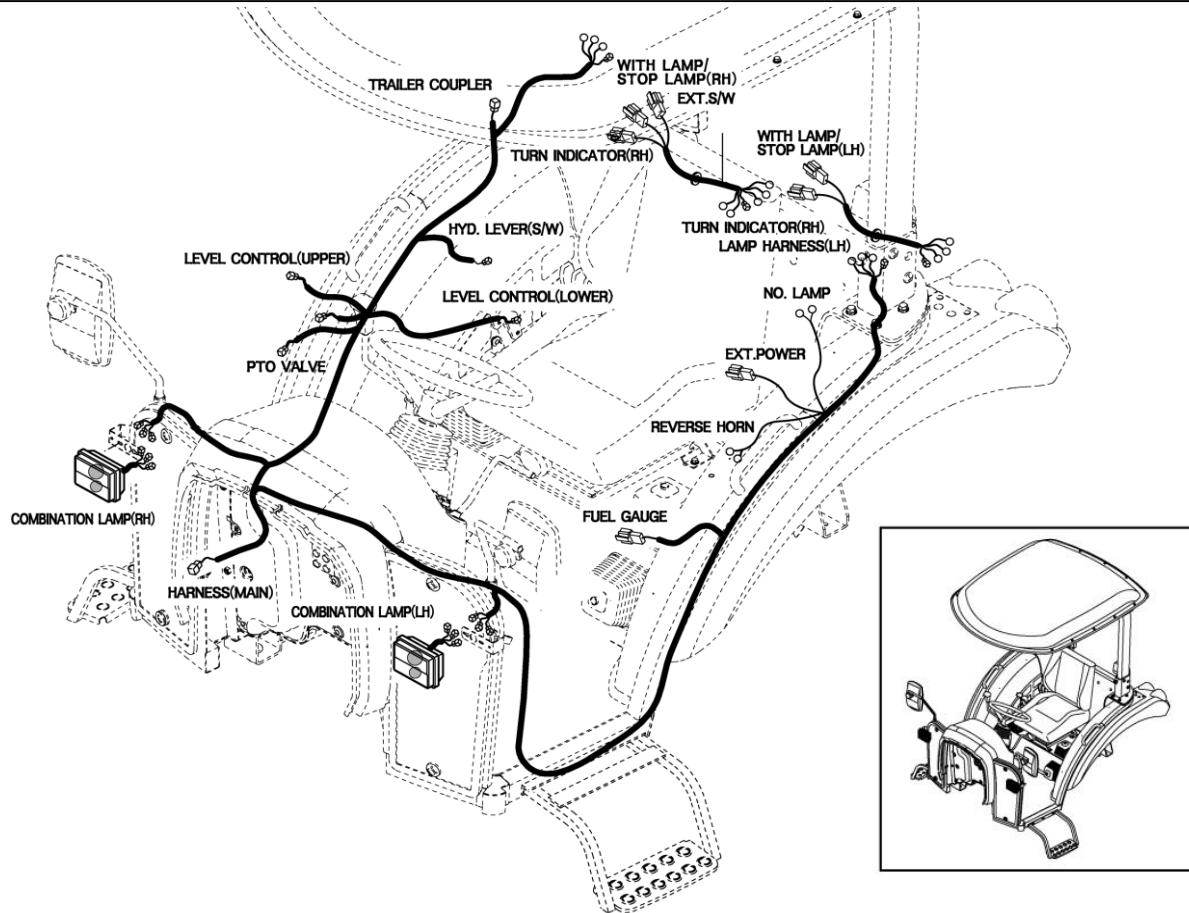 WITH LAMP/
STOP LAMP(RH)
TRAILER COUPLER
EXT.S/W
WITH LAMP/
STOP LAMP(LH)
TURN INDICATOR(RH)
HYD. LEVER(S/W)
TURN INDICATOR(RH)
LAMP HARNESS(LH)
LEVEL CONTROL(UPPER)
LEVEL CONTROL(LOWER)
NO. LAMP
PTO VALVE
EXT.POWER
REVERSE HORN
COMBINATION LAMP(RH)
FUEL GAUGE
HARNESS(MAIN)
COMBINATION LAMP(LH)